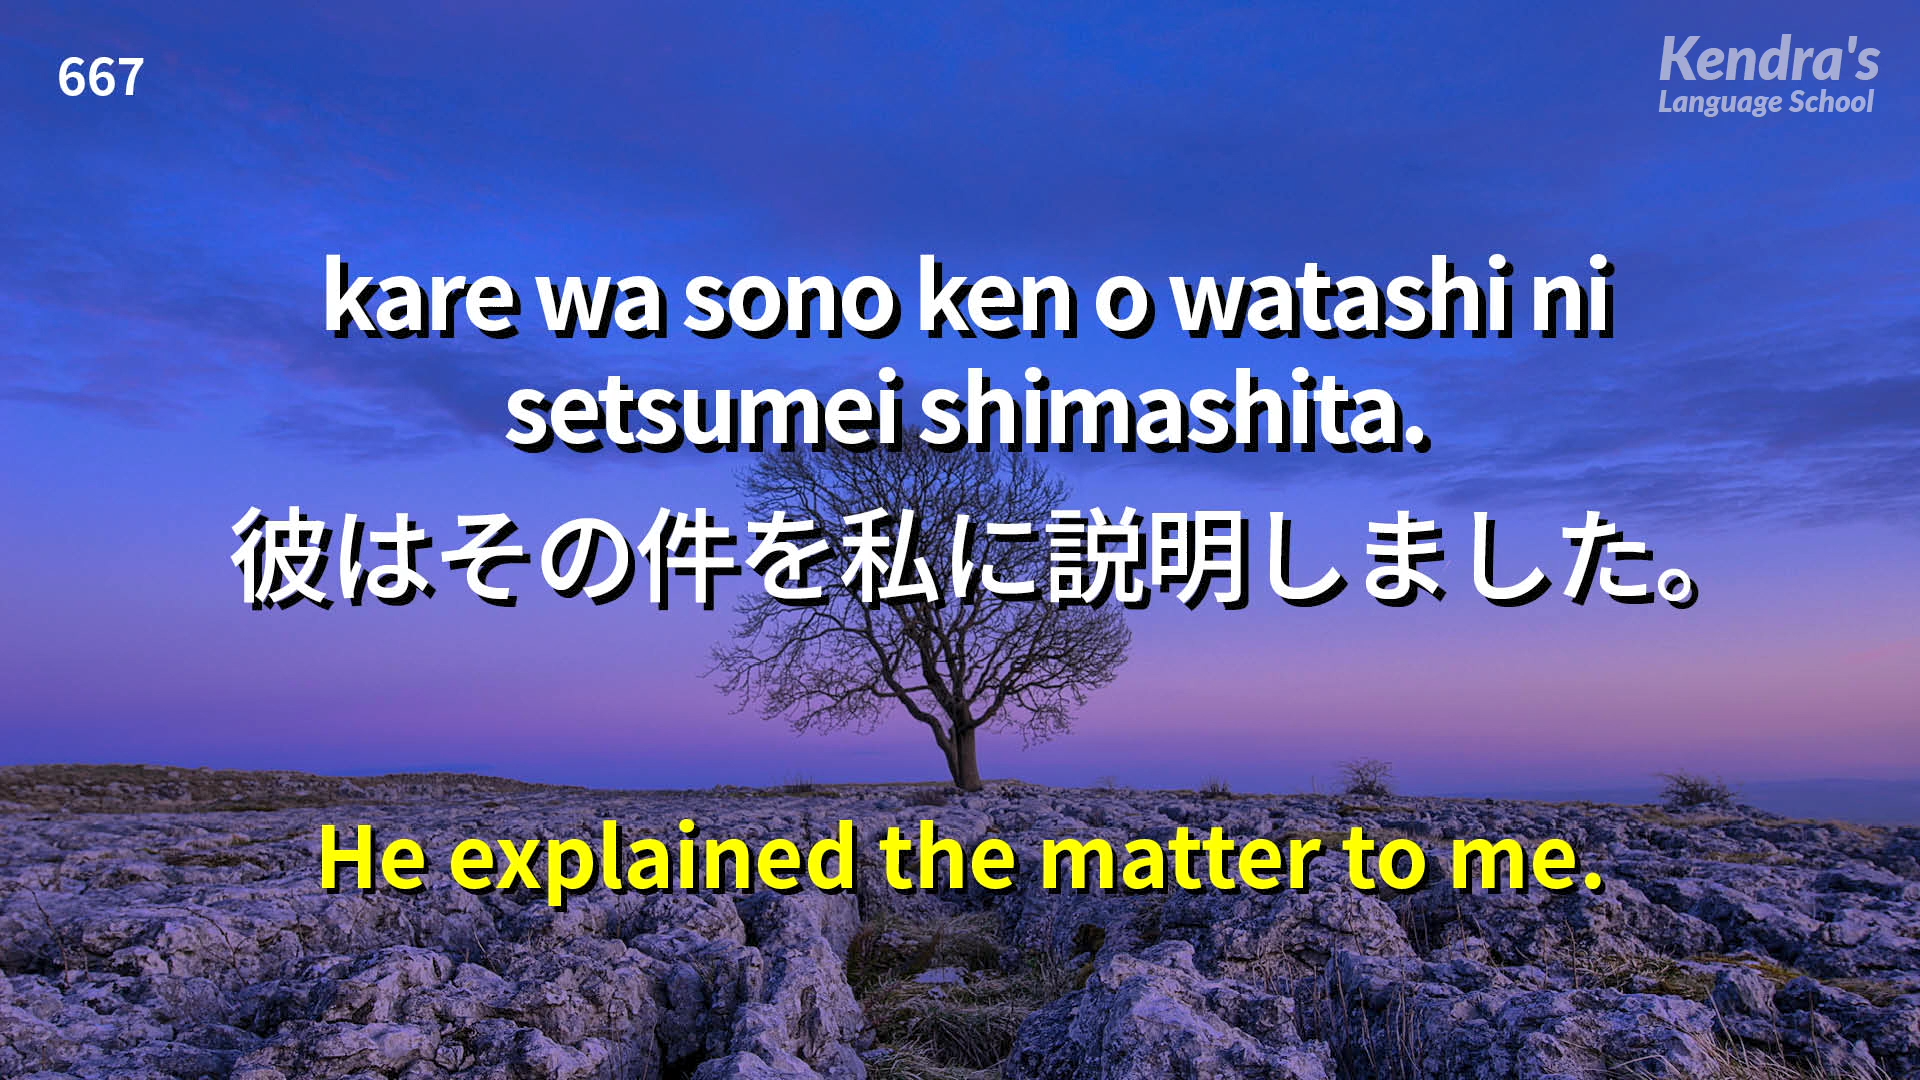 667
Kendra's
Language School
kare wa sono ken o watashi ni
setsumei shimashita.
彼はその件を私に説明しました。
He explained the matter to me.